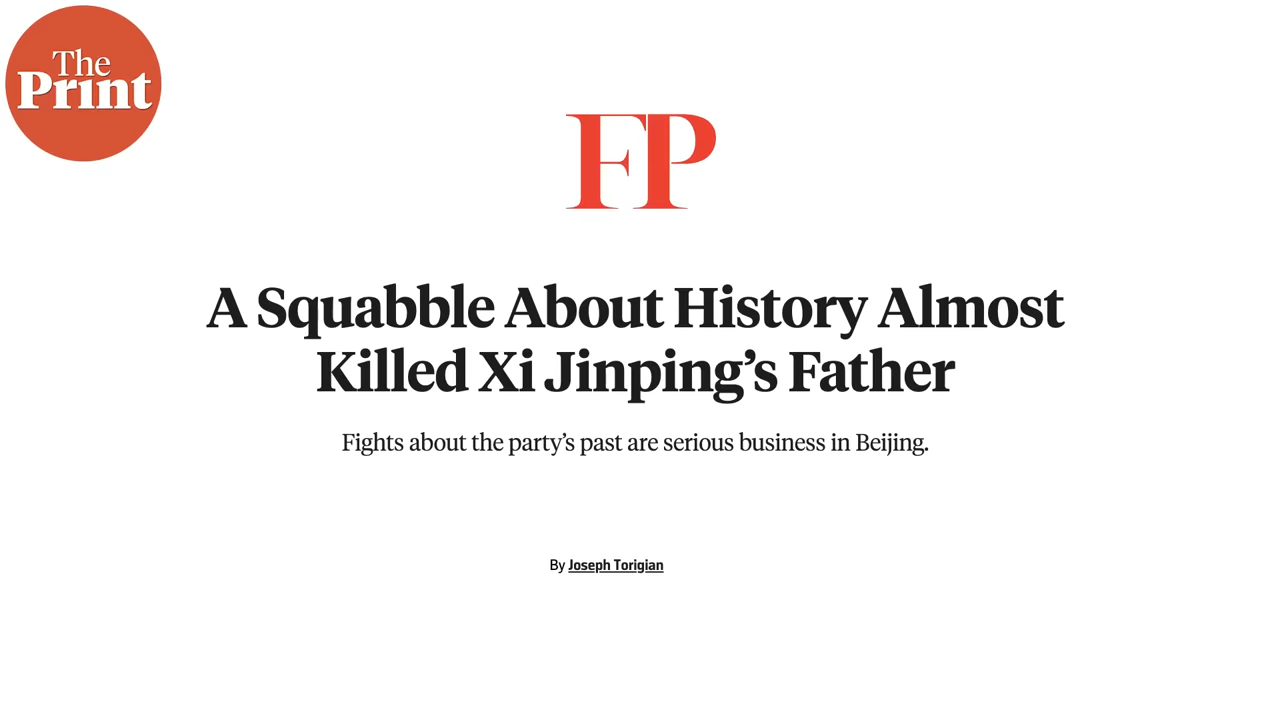 The
Print
FP
A Squabble About History Almost
Killed Xi Jinping’s Father
Fights about the party’s past are serious business in Beijing.
By Joseph Torigian